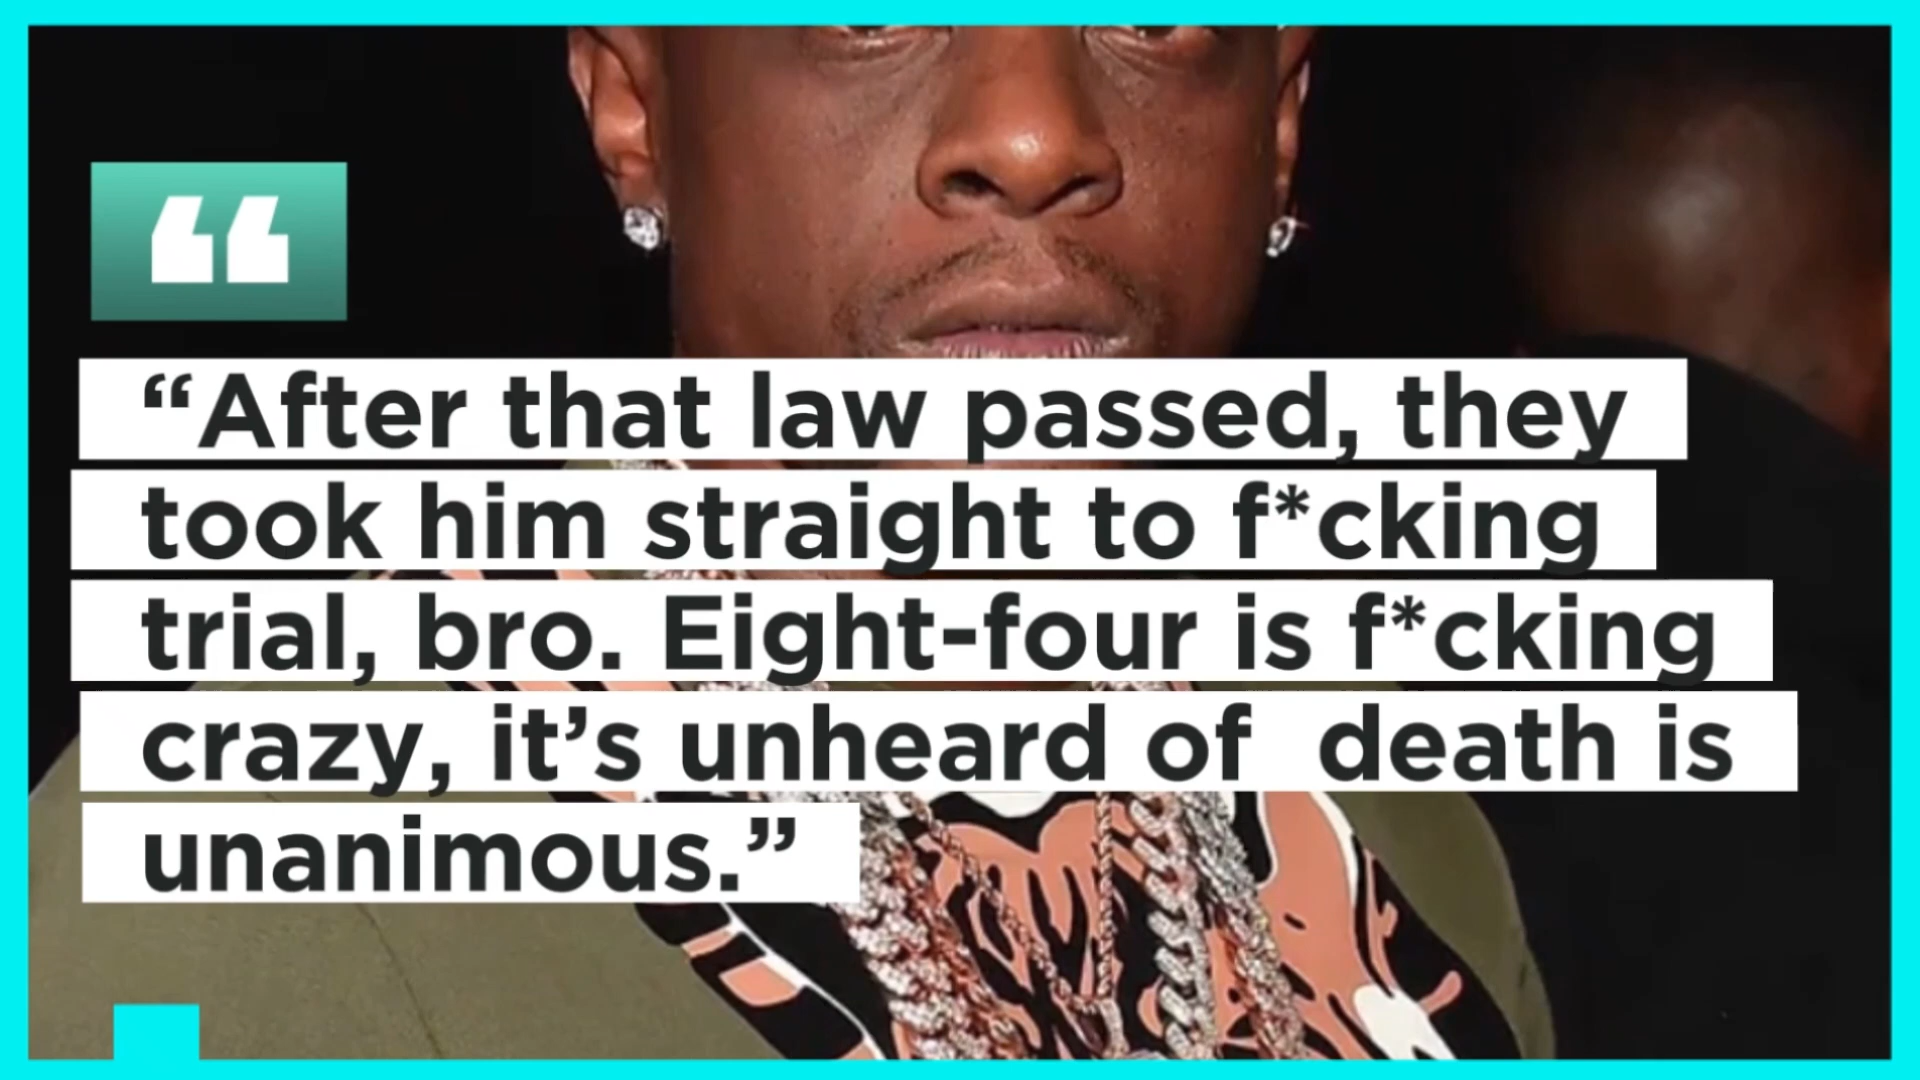 “After that law passed, they
took him straight to f*cking
trial, bro. Eight-four is f*cking
crazy, it’s unheard of  death is
unanimous.”